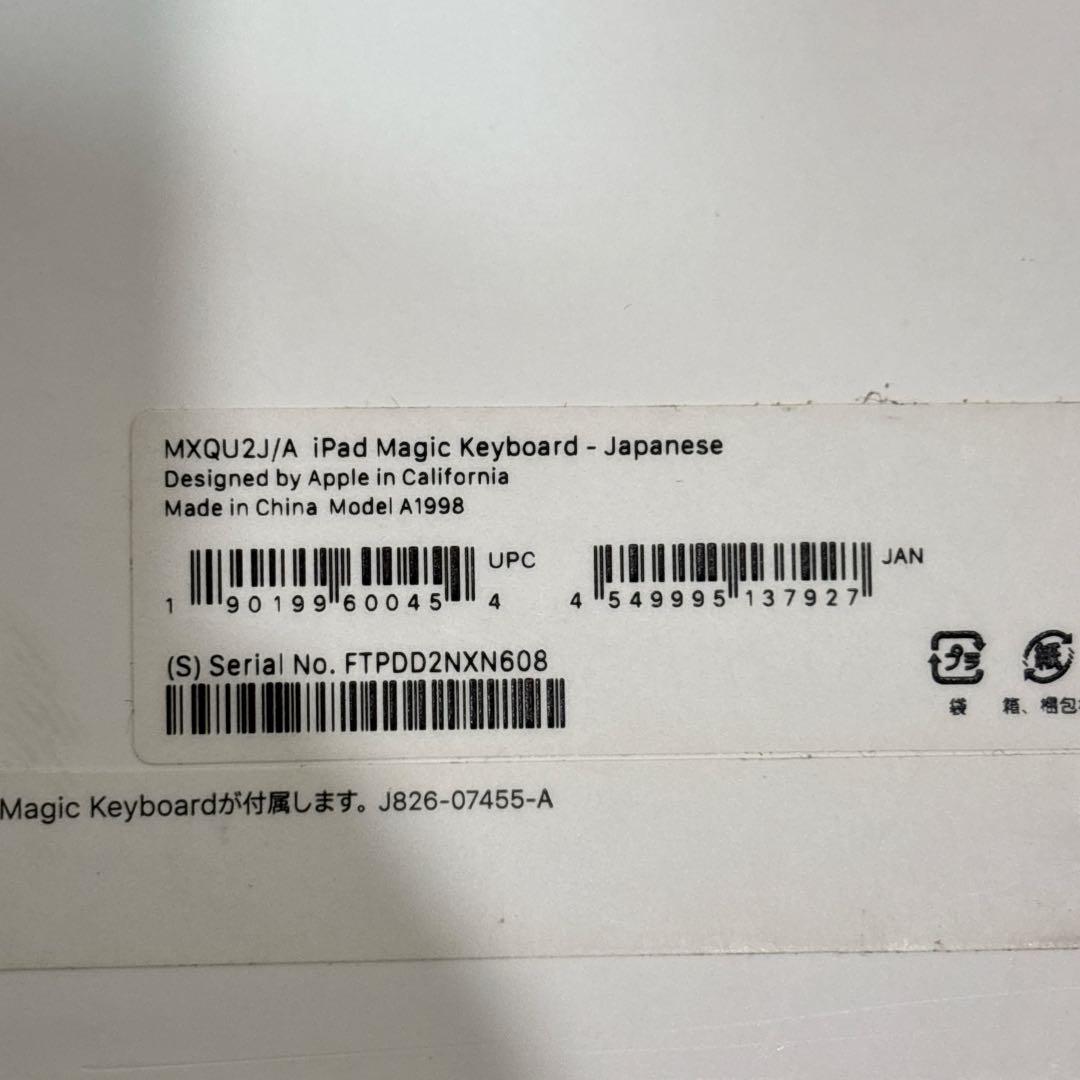 MXQU2J/A iPad Magic Keyboard - Japanese
Designed by Apple in California
Made in China Model A1998
1 90199 60045 4 UPC
4 549995 137927 JAN
(S) Serial No. FTPDD2NXN608
プラ
紙
袋
箱、梱包
Magic Keyboardが付属します。J826-07455-A